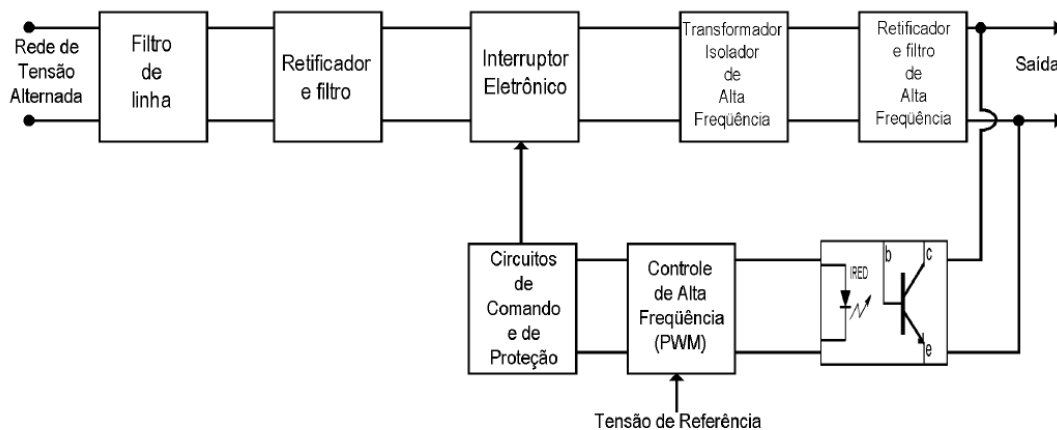 Rede de
Tensão
Alternada
Filtro
de
linha
Retificador
e filtro
Interruptor
Eletrônico
Transformador
Isolador
de
Alta
Freqüência
Retificador
e filtro
de
Alta
Freqüência
Saída
Circuitos
de
Comando
e de
Proteção
Controle
de Alta
Freqüência
(PWM)
IRED
b
c
e
Tensão de Referência